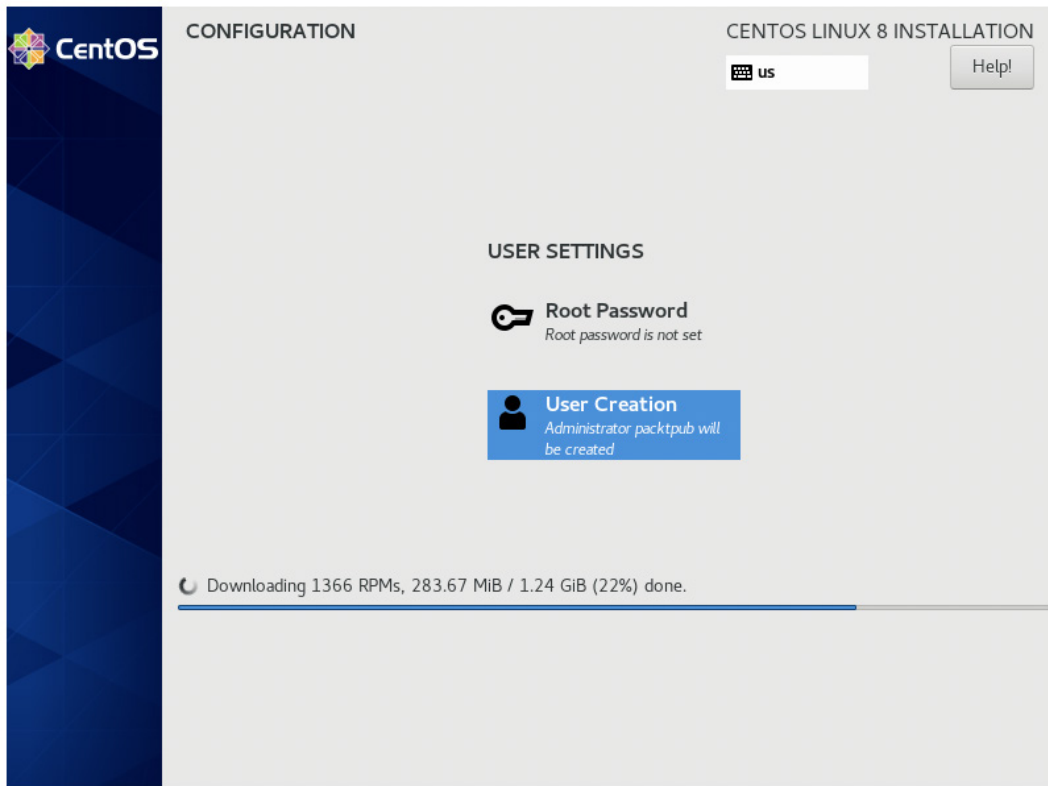 CentOS
CONFIGURATION
CENTOS LINUX 8 INSTALLATION
us
Help!
USER SETTINGS
Root Password
Root password is not set
User Creation
Administrator packtpub will
be created
Downloading 1366 RPMs, 283.67 MiB / 1.24 GiB (22%) done.